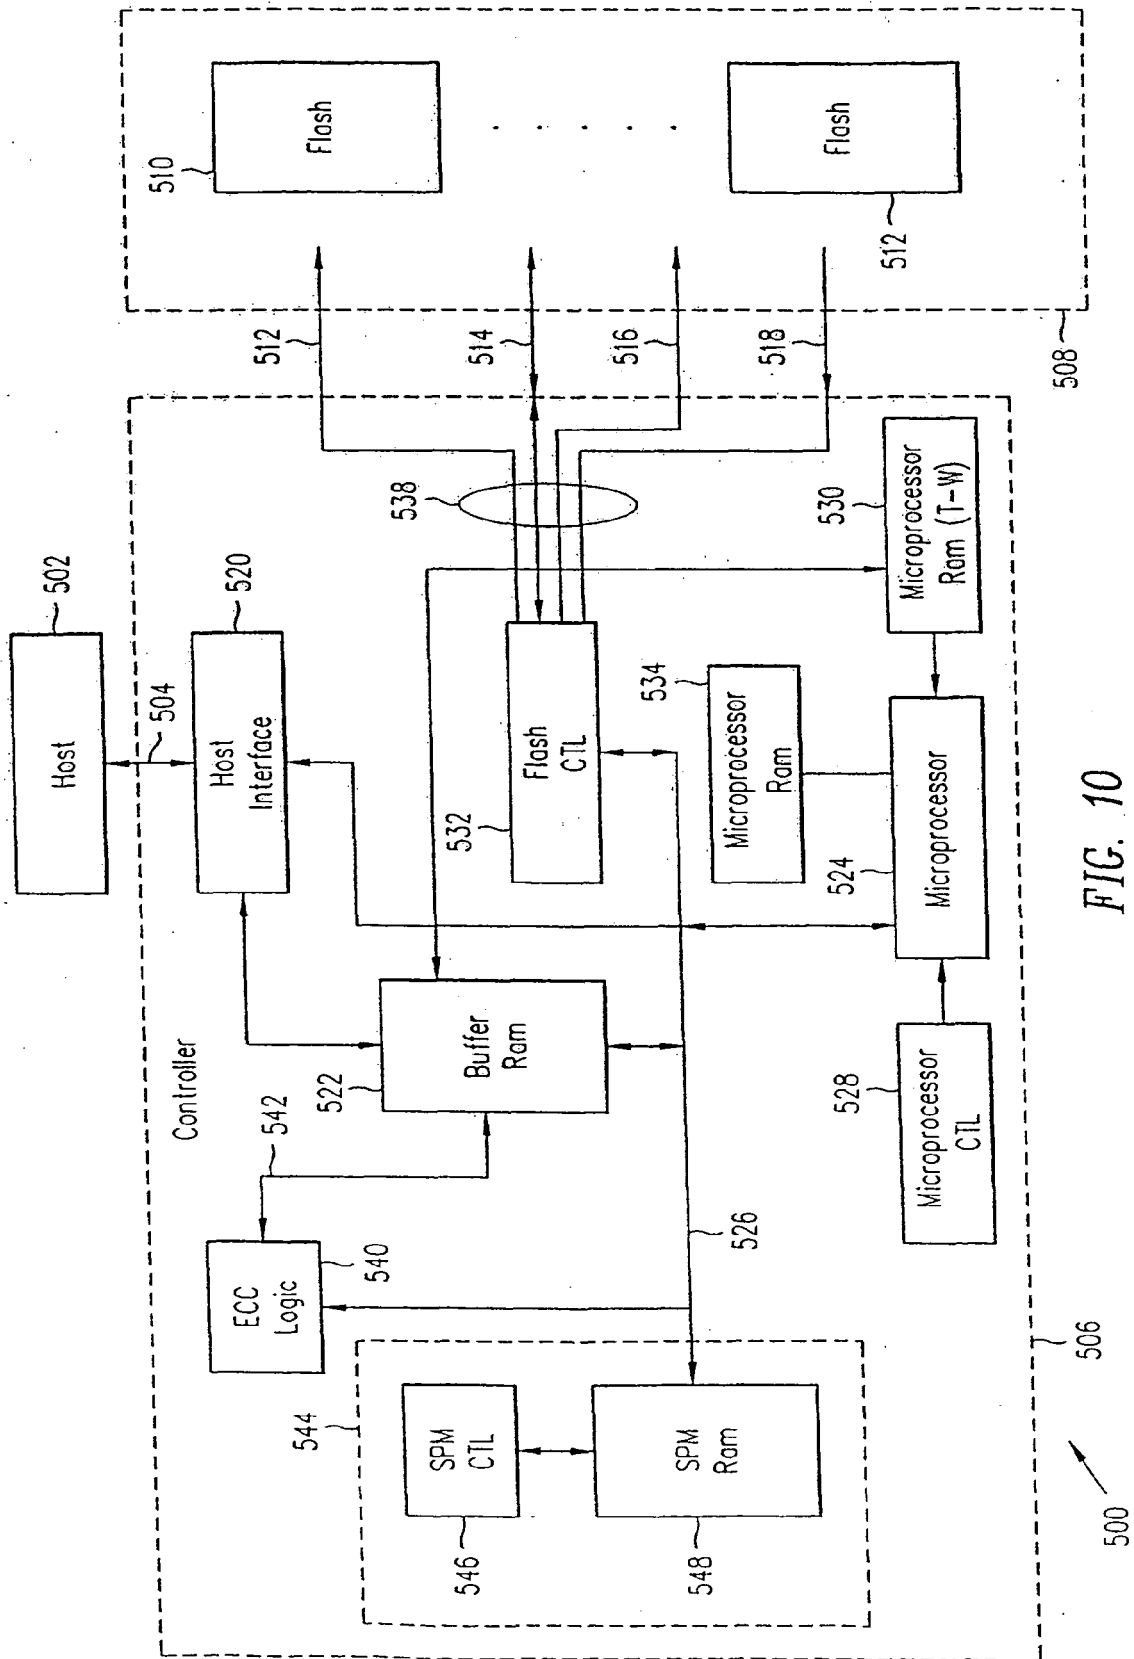 502
Host
504
520
Host
Interface
Controller
542
ECC
Logic
540
522
Buffer
Ram
532
Flash
CTL
538
512
514
516
518
510
Flash
Flash
512
508
534
Microprocessor
Ram
530
Microprocessor
Ram (T-W)
524
Microprocessor
528
Microprocessor
CTL
526
544
SPM
CTL
546
SPM
Ram
548
506
500
FIG. 10